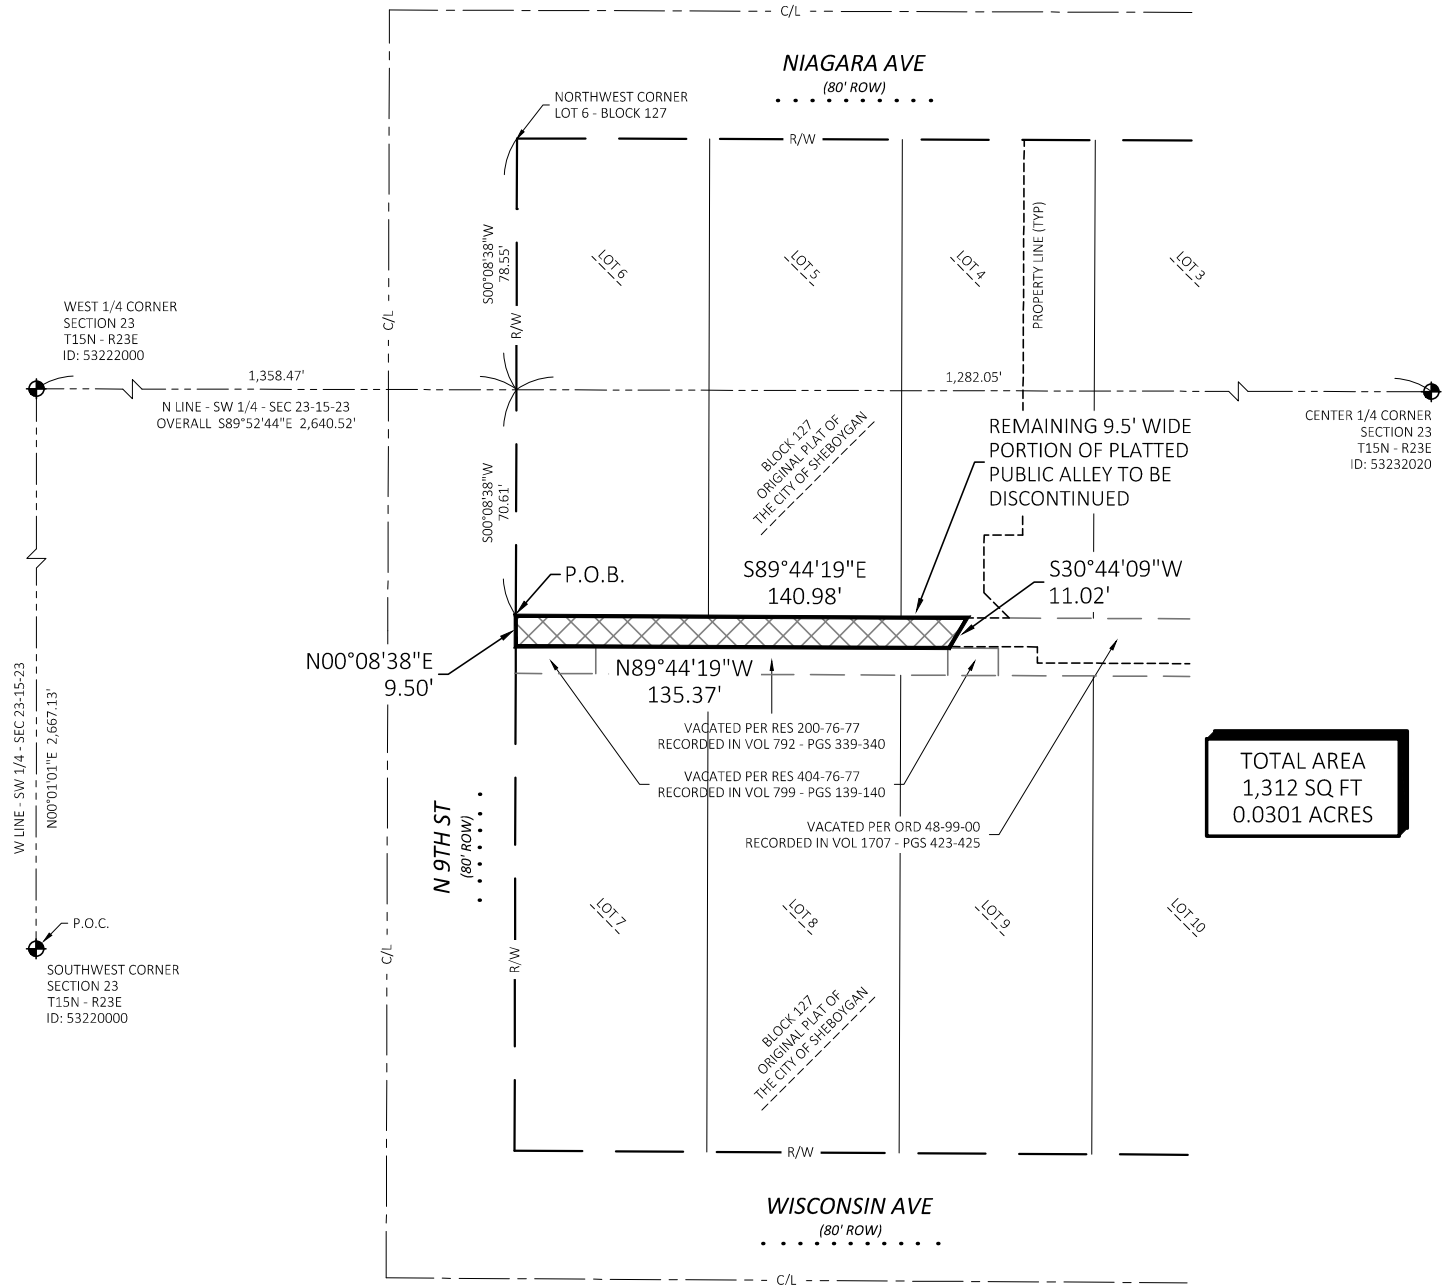 C/L
NIAGARA AVE
(80' ROW)
NORTHWEST CORNER
LOT 6 - BLOCK 127
R/W
S00°08'38"W
78.55'
R/W
C/L
LOT 6
LOT 5
LOT 4
LOT 3
PROPERTY LINE (TYP)
WEST 1/4 CORNER
SECTION 23
T15N - R23E
ID: 53222000
1,358.47'
N LINE - SW 1/4 - SEC 23-15-23
OVERALL S89°52'44"E 2,640.52'
1,282.05'
CENTER 1/4 CORNER
SECTION 23
T15N - R23E
ID: 53232020
BLOCK 127
ORIGINAL PLAT OF
THE CITY OF SHEBOYGAN
REMAINING 9.5' WIDE
PORTION OF PLATTED
PUBLIC ALLEY TO BE
DISCONTINUED
S00°08'38"W
70.61'
P.O.B.
S89°44'19"E
140.98'
S30°44'09"W
11.02'
N00°08'38"E
9.50'
N89°44'19"W
135.37'
W LINE - SW 1/4 - SEC 23-15-23
N00°01'01"E 2,667.13'
VACATED PER RES 200-76-77
RECORDED IN VOL 792 - PGS 339-340
VACATED PER RES 404-76-77
RECORDED IN VOL 799 - PGS 139-140
VACATED PER ORD 48-99-00
RECORDED IN VOL 1707 - PGS 423-425
TOTAL AREA
1,312 SQ FT
0.0301 ACRES
N 9TH ST
(80' ROW)
P.O.C.
SOUTHWEST CORNER
SECTION 23
T15N - R23E
ID: 53220000
C/L
R/W
LOT 7
LOT 8
LOT 9
LOT 10
BLOCK 127
ORIGINAL PLAT OF
THE CITY OF SHEBOYGAN
R/W
WISCONSIN AVE
(80' ROW)
C/L